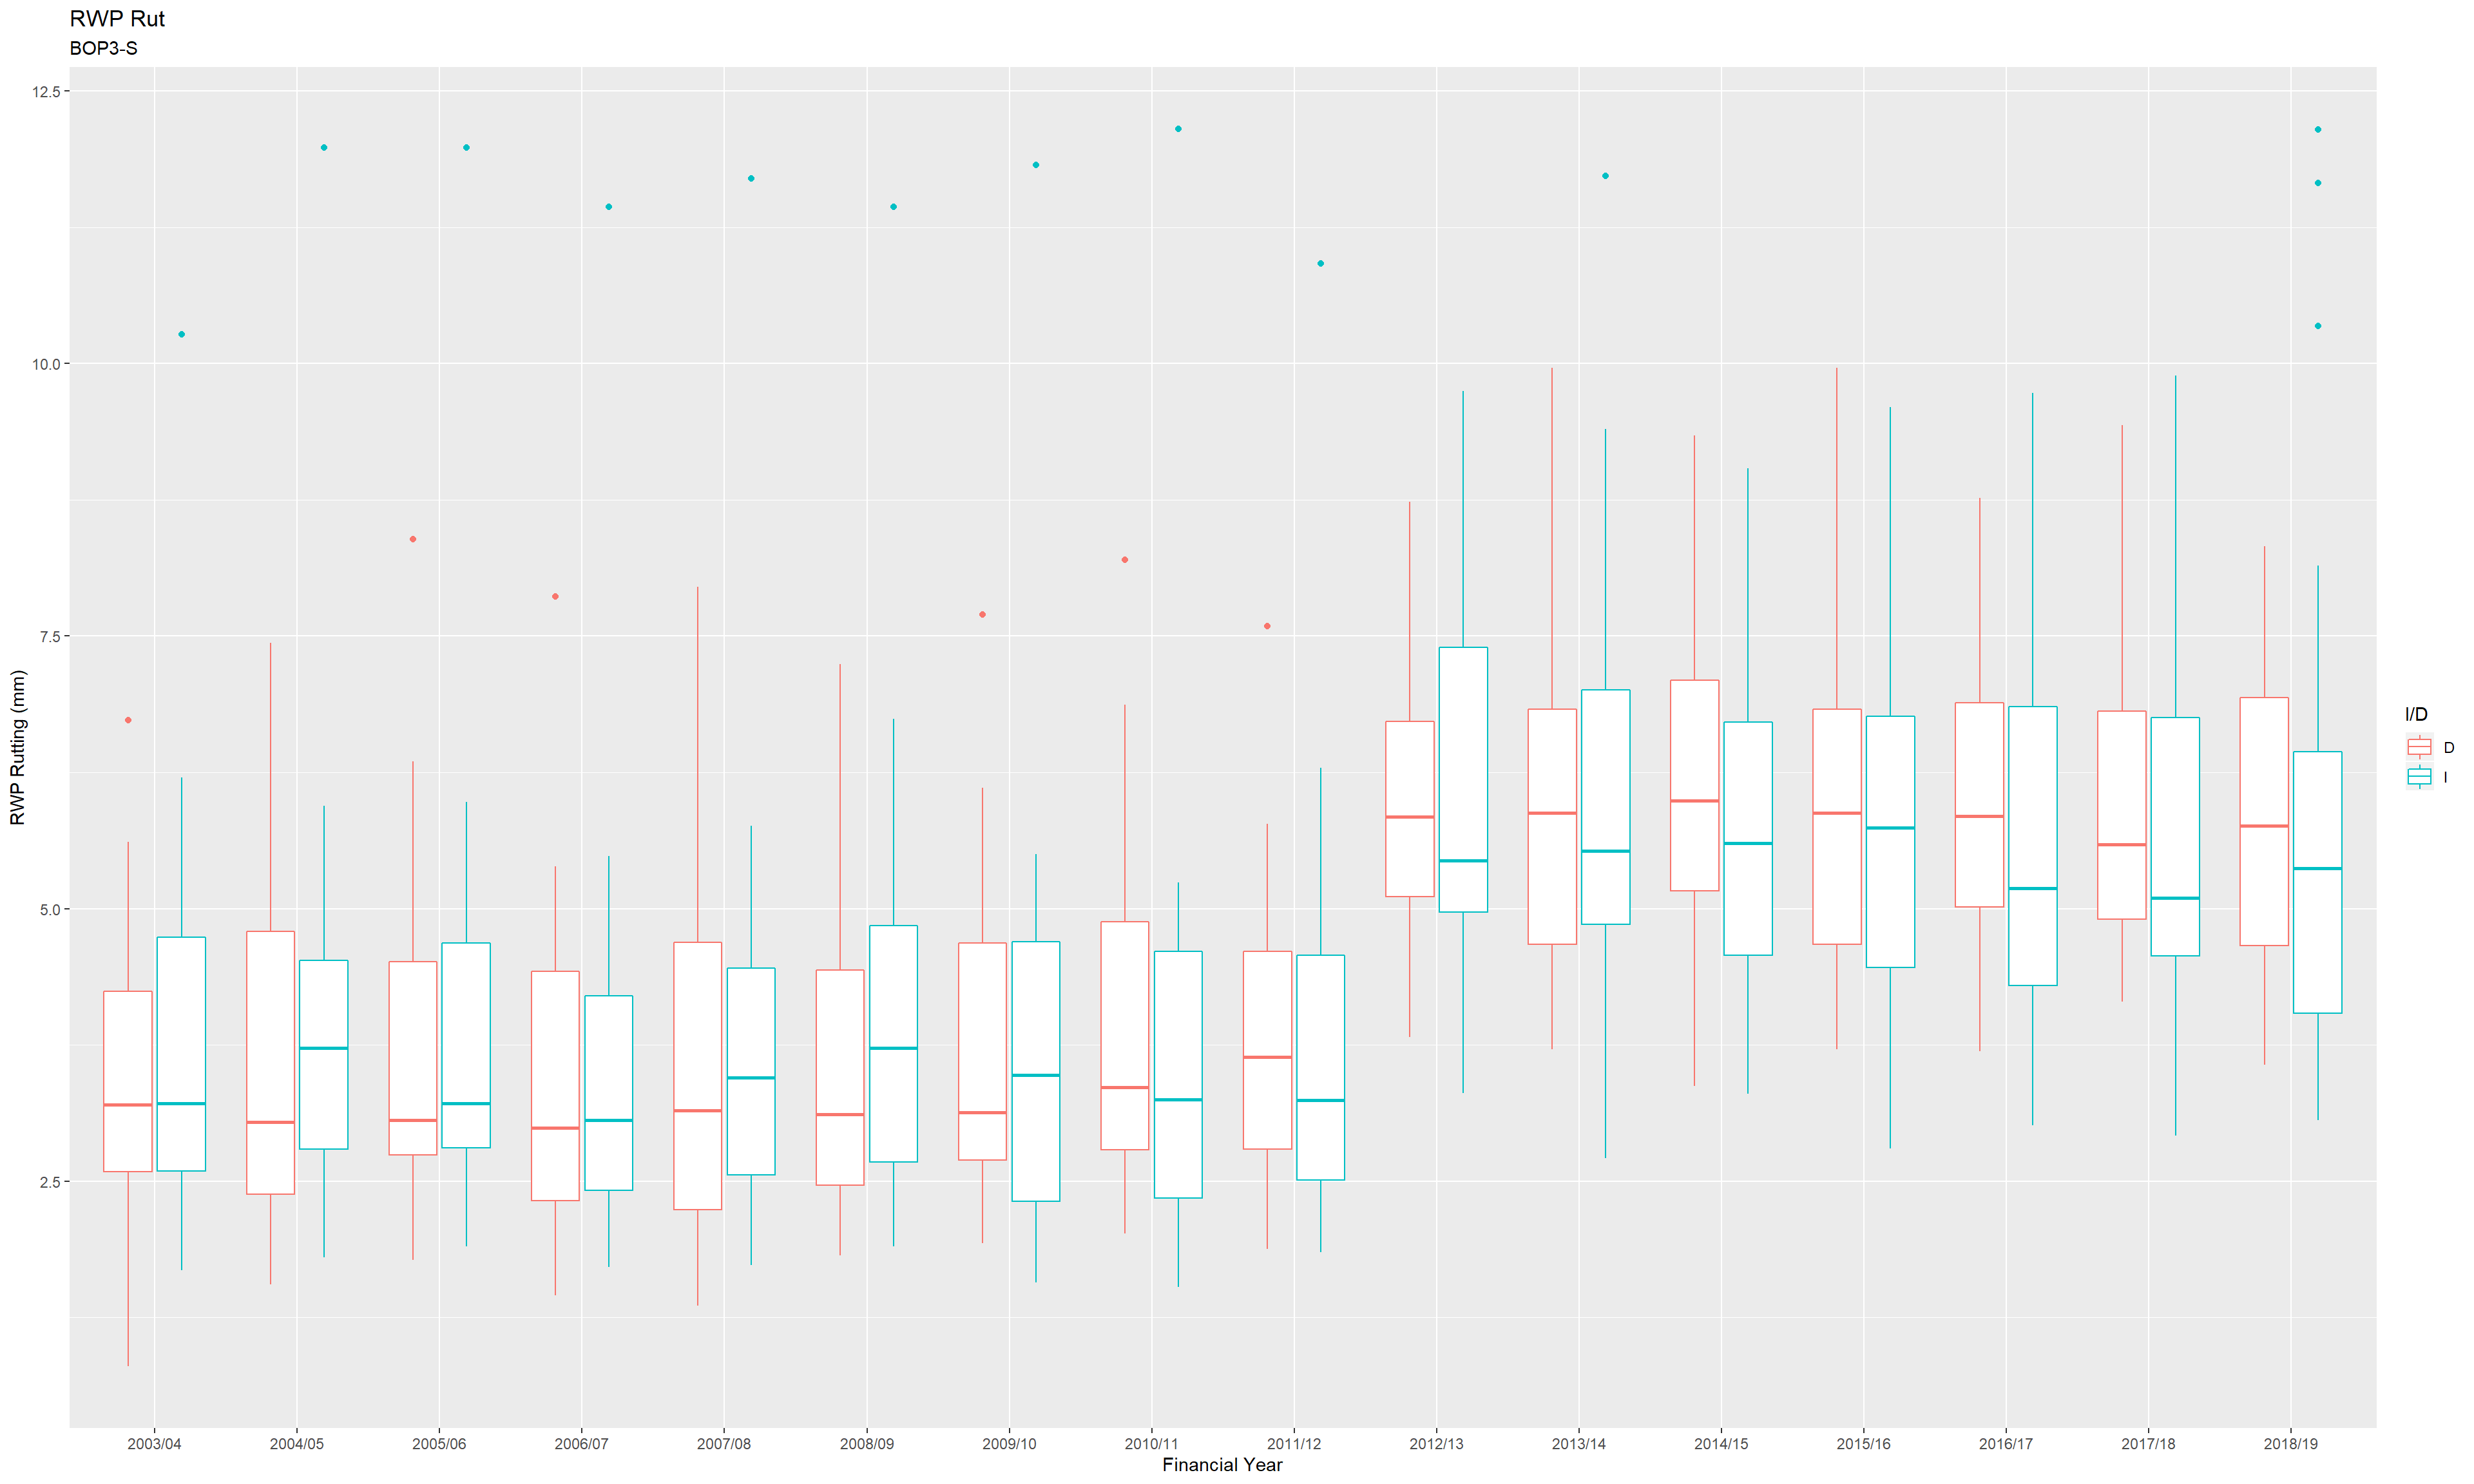 RWP Rut
BOP3-S
12.5
10.0
7.5
5.0
2.5
RWP Rutting (mm)
2003/04 2004/05 2005/06 2006/07 2007/08 2008/09 2009/10 2010/11 2011/12 2012/13 2013/14 2014/15 2015/16 2016/17 2017/18 2018/19
Financial Year
I/D
D
I